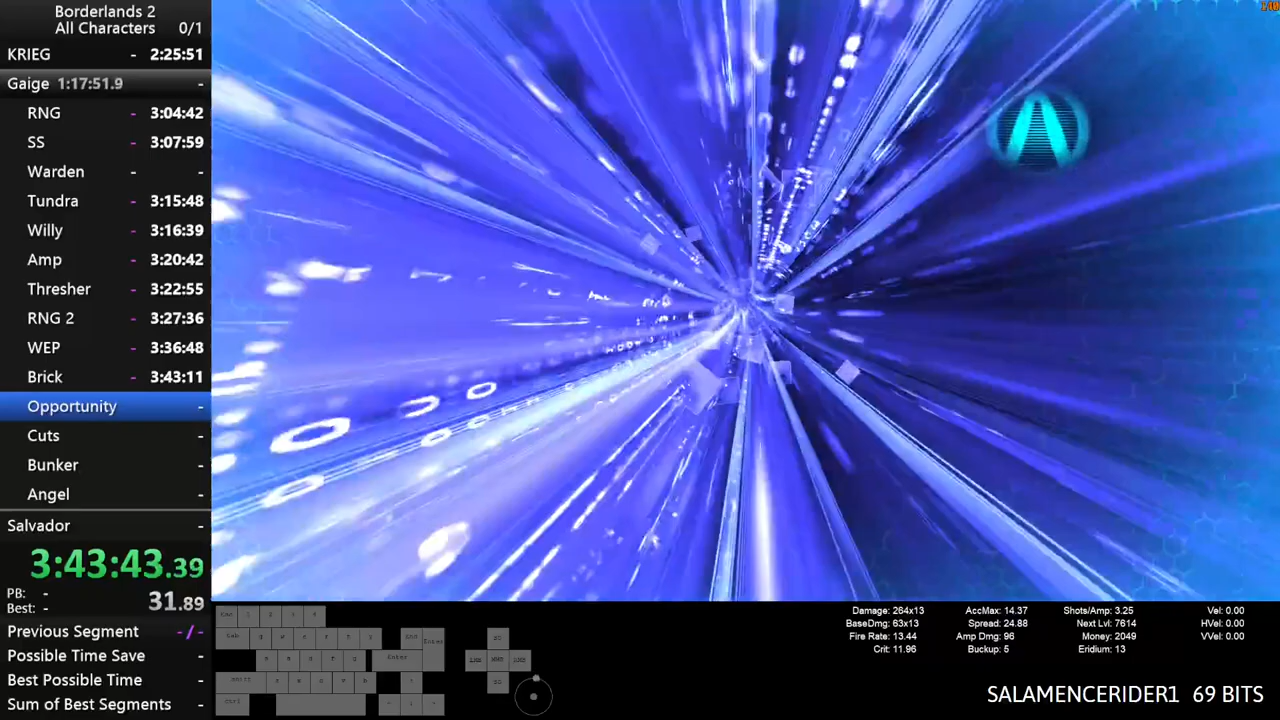 Borderlands 2
All Characters 0/1
KRIEG - 2:25:51
Gaige 1:17:51.9 -
RNG - 3:04:42
SS - 3:07:59
Warden - -
Tundra - 3:15:48
Willy - 3:16:39
Amp - 3:20:42
Thresher - 3:22:55
RNG 2 - 3:27:36
WEP - 3:36:48
Brick - 3:43:11
Opportunity -
Cuts -
Bunker -
Angel -
Salvador -
3:43:43.39
PB: -
Best: - 31.89
Previous Segment -/-
Possible Time Save -
Best Possible Time -
Sum of Best Segments -
Damage: 264x13 AccMax: 14.37 Shots/Amp: 3.25 Vel: 0.00
BaseDmg: 63x13 Spread: 24.88 Next Lvl: 7614 HVel: 0.00
Fire Rate: 13.44 Amp Dmg: 96 Money: 2049 VVel: 0.00
Crit: 11.96 Buckup: 5 Eridium: 13
SALAMENCERIDER1 69 BITS